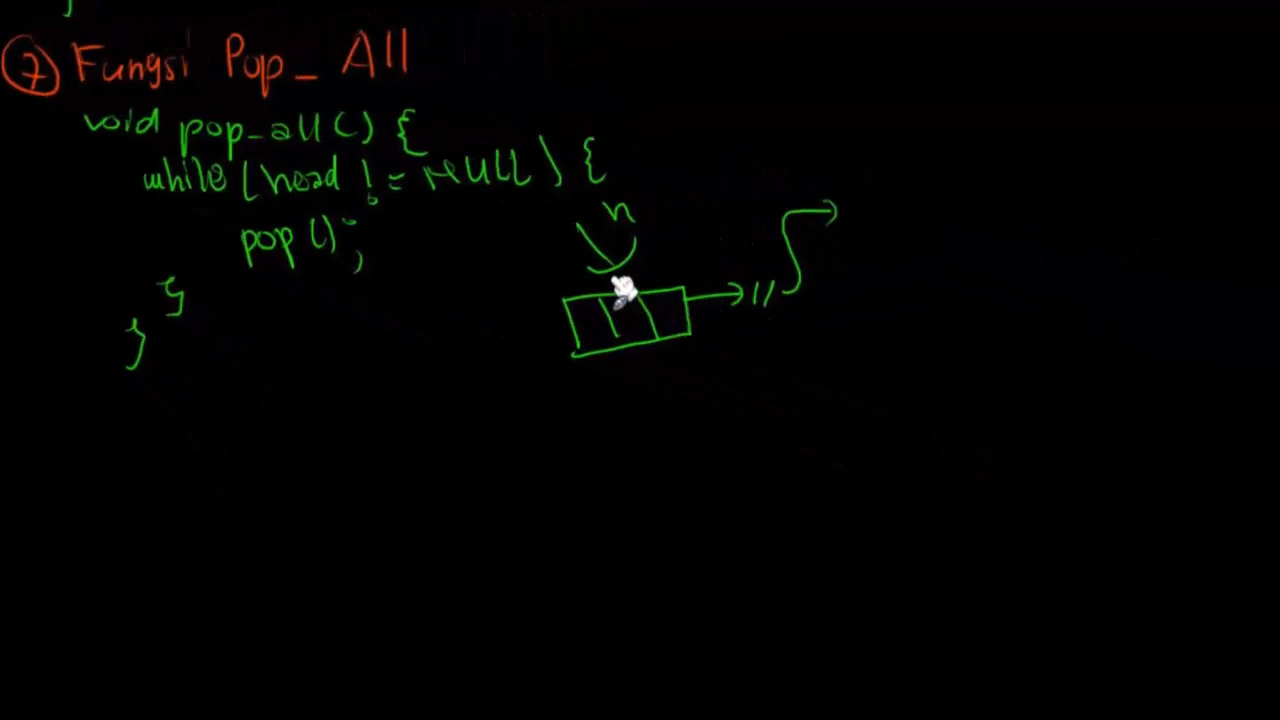 7 Fungsi Pop_All
void pop_all() {
while (head != NULL) {
pop();
}
}
h